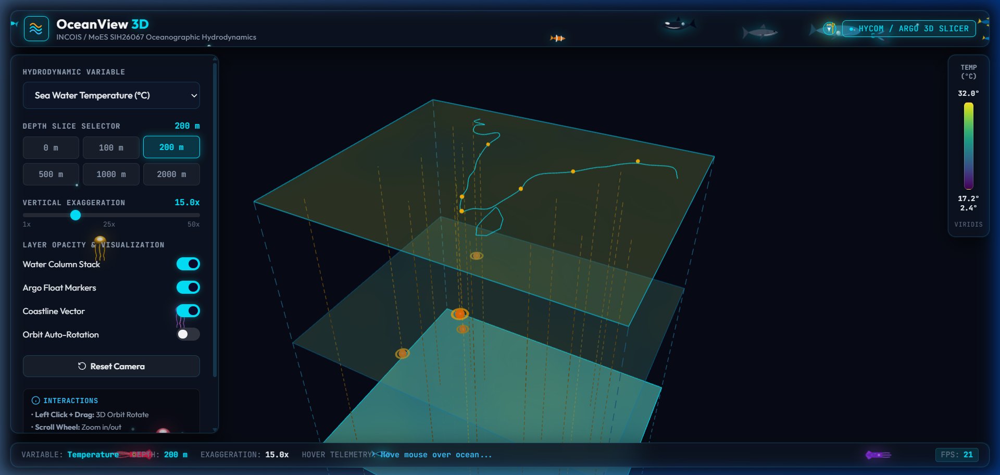 OceanView 3D
INCOIS / MoES SIH26067 Oceanographic Hydrodynamics
HYCOM / ARGO 3D SLICER
HYDRODYNAMIC VARIABLE
Sea Water Temperature (°C)
DEPTH SLICE SELECTOR 200 m
0 m 100 m 200 m
500 m 1000 m 2000 m
VERTICAL EXAGGERATION 15.0x
1x 25x 50x
LAYER OPACITY & VISUALIZATION
Water Column Stack
Argo Float Markers
Coastline Vector
Orbit Auto-Rotation
Reset Camera
INTERACTIONS
• Left Click + Drag: 3D Orbit Rotate
• Scroll Wheel: Zoom in/out
TEMP
(°C)
32.0°
17.2°
2.4°
VIRIDIS
VARIABLE: Temperature DEPTH: 200 m EXAGGERATION: 15.0x HOVER TELEMETRY: Move mouse over ocean... FPS: 21